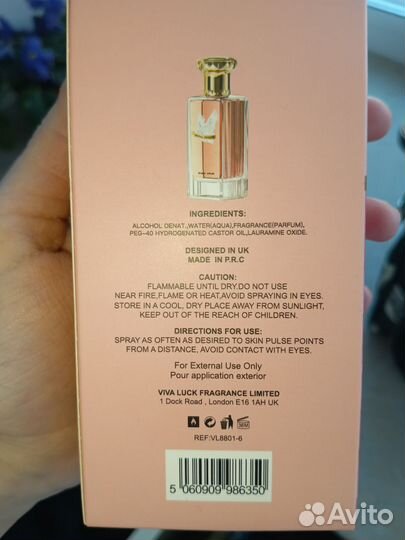 INGREDIENTS:
ALCOHOL DENAT.,WATER(AQUA),FRAGRANCE(PARFUM),
PEG-40 HYDROGENATED CASTOR OIL,LAURAMINE OXIDE.
DESIGNED IN UK
MADE IN P.R.C
CAUTION:
FLAMMABLE UNTIL DRY.DO NOT USE
NEAR FIRE,FLAME OR HEAT,AVOID SPRAYING IN EYES.
STORE IN A COOL, DRY PLACE AWAY FROM SUNLIGHT,
KEEP OUT OF THE REACH OF CHILDREN.
DIRECTIONS FOR USE:
SPRAY AS OFTEN AS DESIRED TO SKIN PULSE POINTS
FROM A DISTANCE, AVOID CONTACT WITH EYES.
For External Use Only
Pour application exterior
VIVA LUCK FRAGRANCE LIMITED
1 Dock Road , London E16 1AH UK
REF:VL8801-6
5 060909 986350
Avito